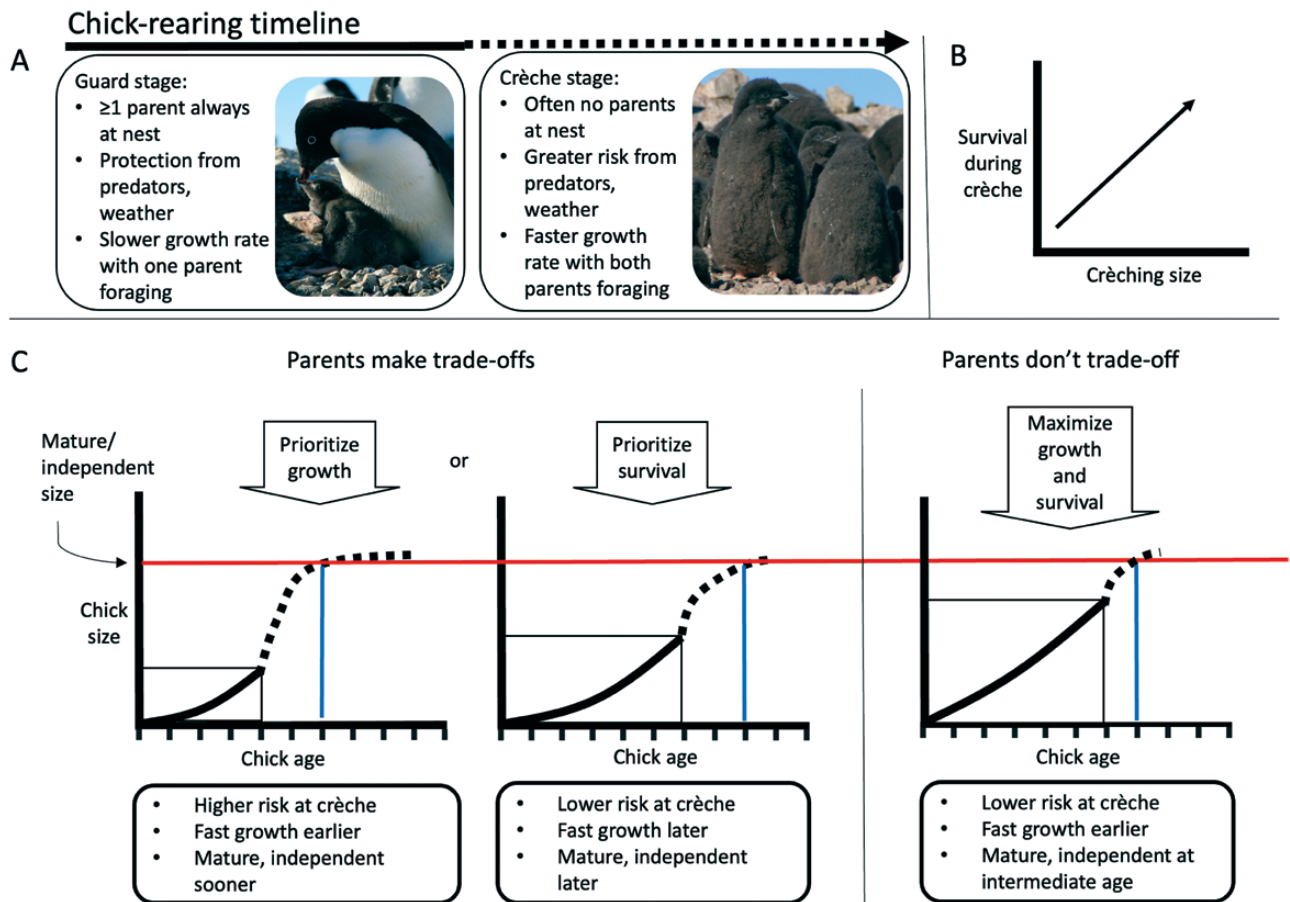 Chick-rearing timeline
A
Guard stage:
• ≥1 parent always
at nest
• Protection from
predators,
weather
• Slower growth rate
with one parent
foraging
Crèche stage:
• Often no parents
at nest
• Greater risk from
predators,
weather
• Faster growth
rate with both
parents foraging
B
Survival
during
crèche
Crèching size
C
Parents make trade-offs
Parents don’t trade-off
Mature/
independent
size
Prioritize
growth
or
Prioritize
survival
Maximize
growth
and
survival
Chick
size
Chick age
Chick age
Chick age
• Higher risk at crèche
• Fast growth earlier
• Mature, independent
sooner
• Lower risk at crèche
• Fast growth later
• Mature, independent
later
• Lower risk at crèche
• Fast growth earlier
• Mature, independent at
intermediate age